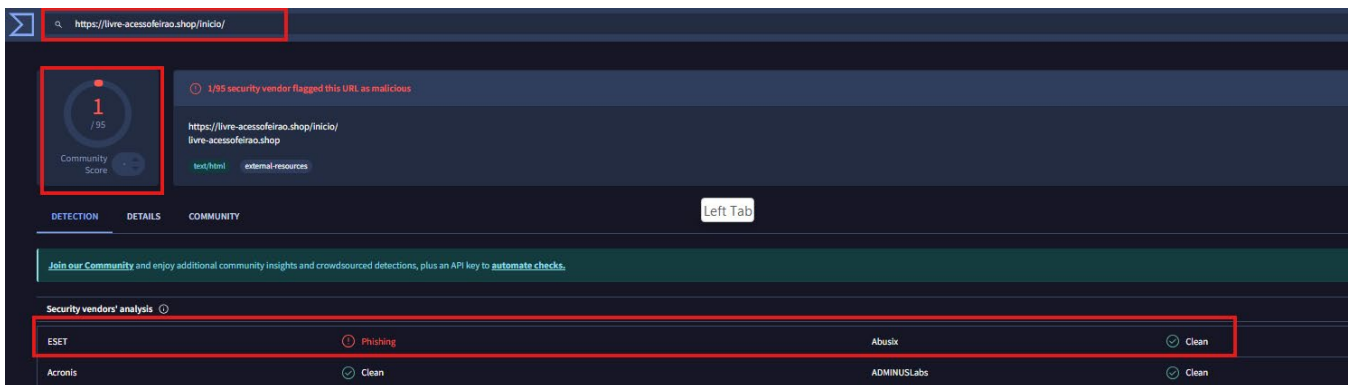 https://livre-acessofeirao.shop/inicio/
1/95 security vendor flagged this URL as malicious
1
/95
https://livre-acessofeirao.shop/inicio/
livre-acessofeirao.shop
Community
Score
text/html external-resources
DETECTION DETAILS COMMUNITY
Left Tab
Join our Community and enjoy additional community insights and crowdsourced detections, plus an API key to automate checks.
Security vendors' analysis
ESET Phishing Abusix Clean
Acronis Clean ADMINUSLabs Clean